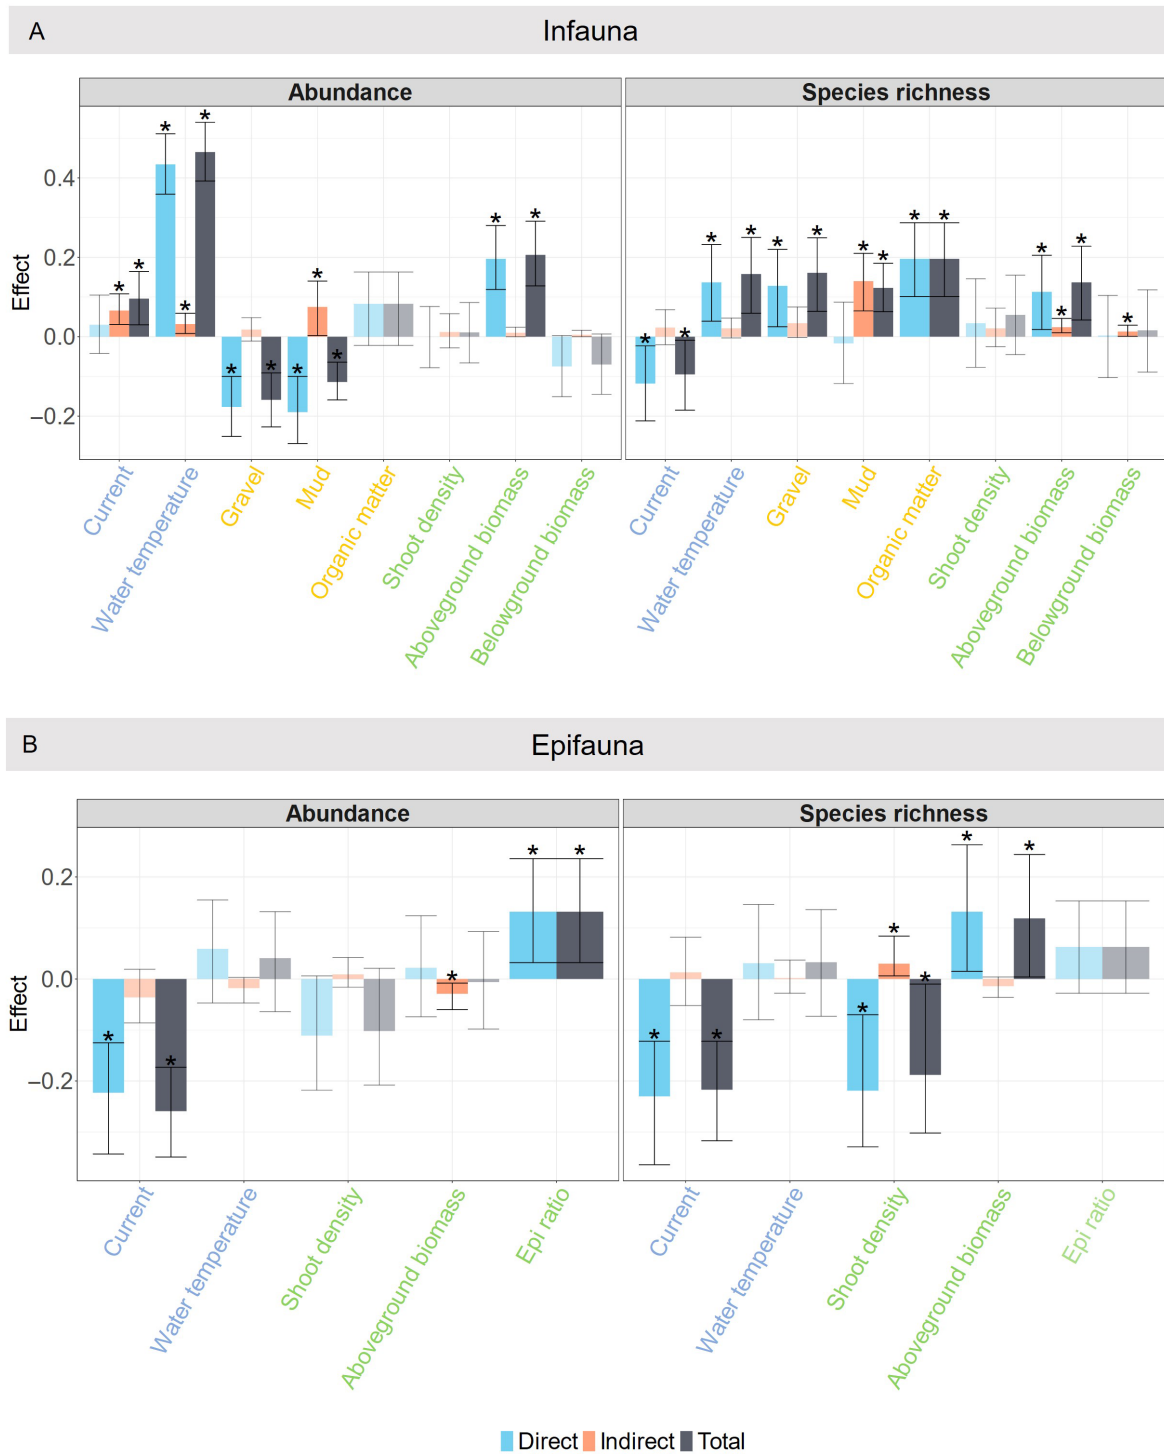 A Infauna
Abundance Species richness
Effect
0.4
0.2
0.0
−0.2
* * * * * * * * * * * *
* * * * * * * * * * * * * *
Current Water temperature Gravel Mud Organic matter Shoot density Aboveground biomass Belowground biomass
Current Water temperature Gravel Mud Organic matter Shoot density Aboveground biomass Belowground biomass
B Epifauna
Abundance Species richness
Effect
0.2
0.0
−0.2
* * * * *
* * * * * * *
Current Water temperature Shoot density Aboveground biomass Epi ratio
Current Water temperature Shoot density Aboveground biomass Epi ratio
Direct Indirect Total